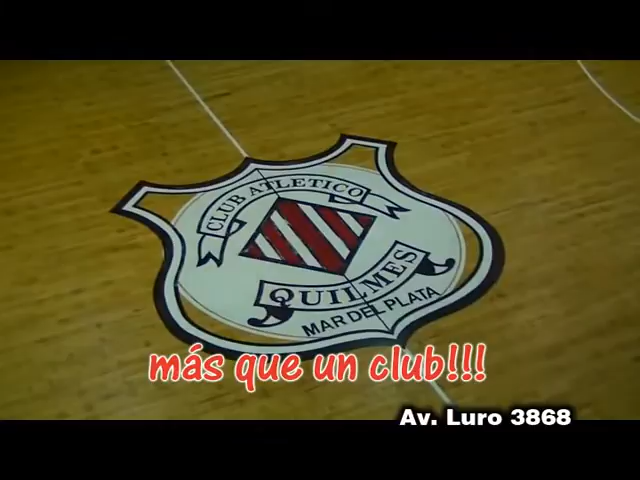 CLUB ATLETICO
QUILMES
MAR DEL PLATA
más que un club!!!
Av. Luro 3868